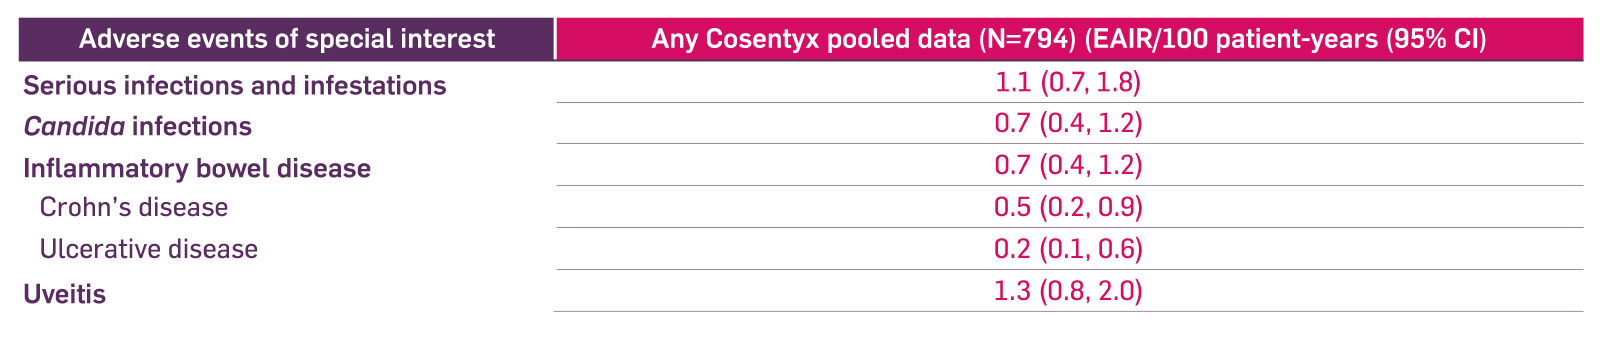 Adverse events of special interest Any Cosentyx pooled data (N=794) (EAIR/100 patient-years (95% CI)
Serious infections and infestations 1.1 (0.7, 1.8)
Candida infections 0.7 (0.4, 1.2)
Inflammatory bowel disease 0.7 (0.4, 1.2)
Crohn’s disease 0.5 (0.2, 0.9)
Ulcerative disease 0.2 (0.1, 0.6)
Uveitis 1.3 (0.8, 2.0)